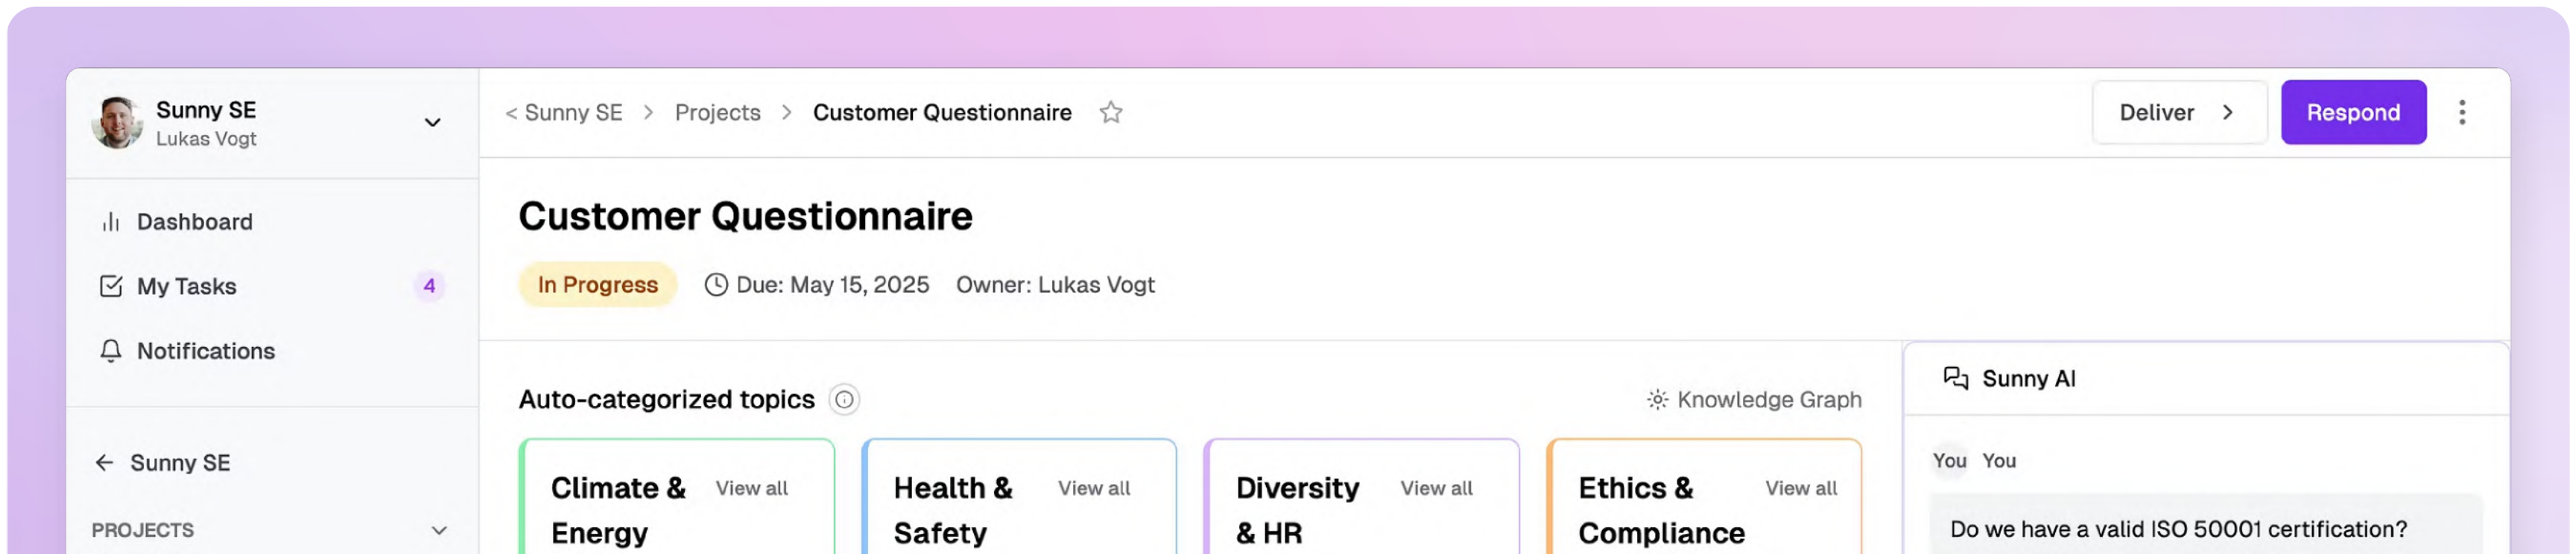 Sunny SE
Lukas Vogt
Dashboard
My Tasks 4
Notifications
Sunny SE
PROJECTS
< Sunny SE > Projects > Customer Questionnaire
Deliver >
Respond
Customer Questionnaire
In Progress Due: May 15, 2025 Owner: Lukas Vogt
Auto-categorized topics
Knowledge Graph
Climate &
Energy
View all
Health &
Safety
View all
Diversity
& HR
View all
Ethics &
Compliance
View all
Sunny AI
You You
Do we have a valid ISO 50001 certification?